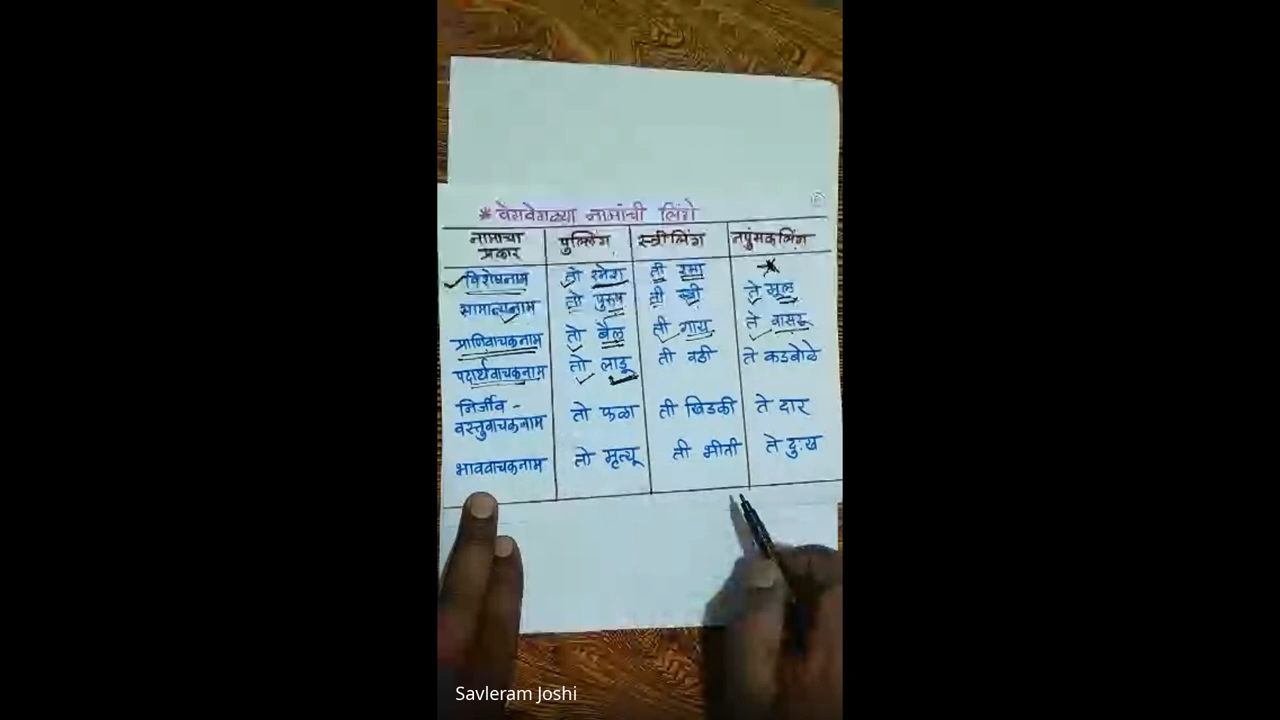 * वेगवेगळ्या नामांची लिंगे
नामाचा प्रकार पुल्लिंग स्त्रीलिंग नपुंसकलिंग
विशेषनाम तो रमेश ती रमा ×
सामान्यनाम तो पुरुष ती स्त्री ते मूल
प्राणिवाचकनाम तो बैल ती गाय ते वासरू
पदार्थवाचकनाम तो लाडू ती वडी ते कडबोळे
निर्जीव -
वस्तुवाचकनाम तो फळा ती खिडकी ते दार
भाववाचकनाम तो मृत्यू ती भीती ते दुःख
Savleram Joshi